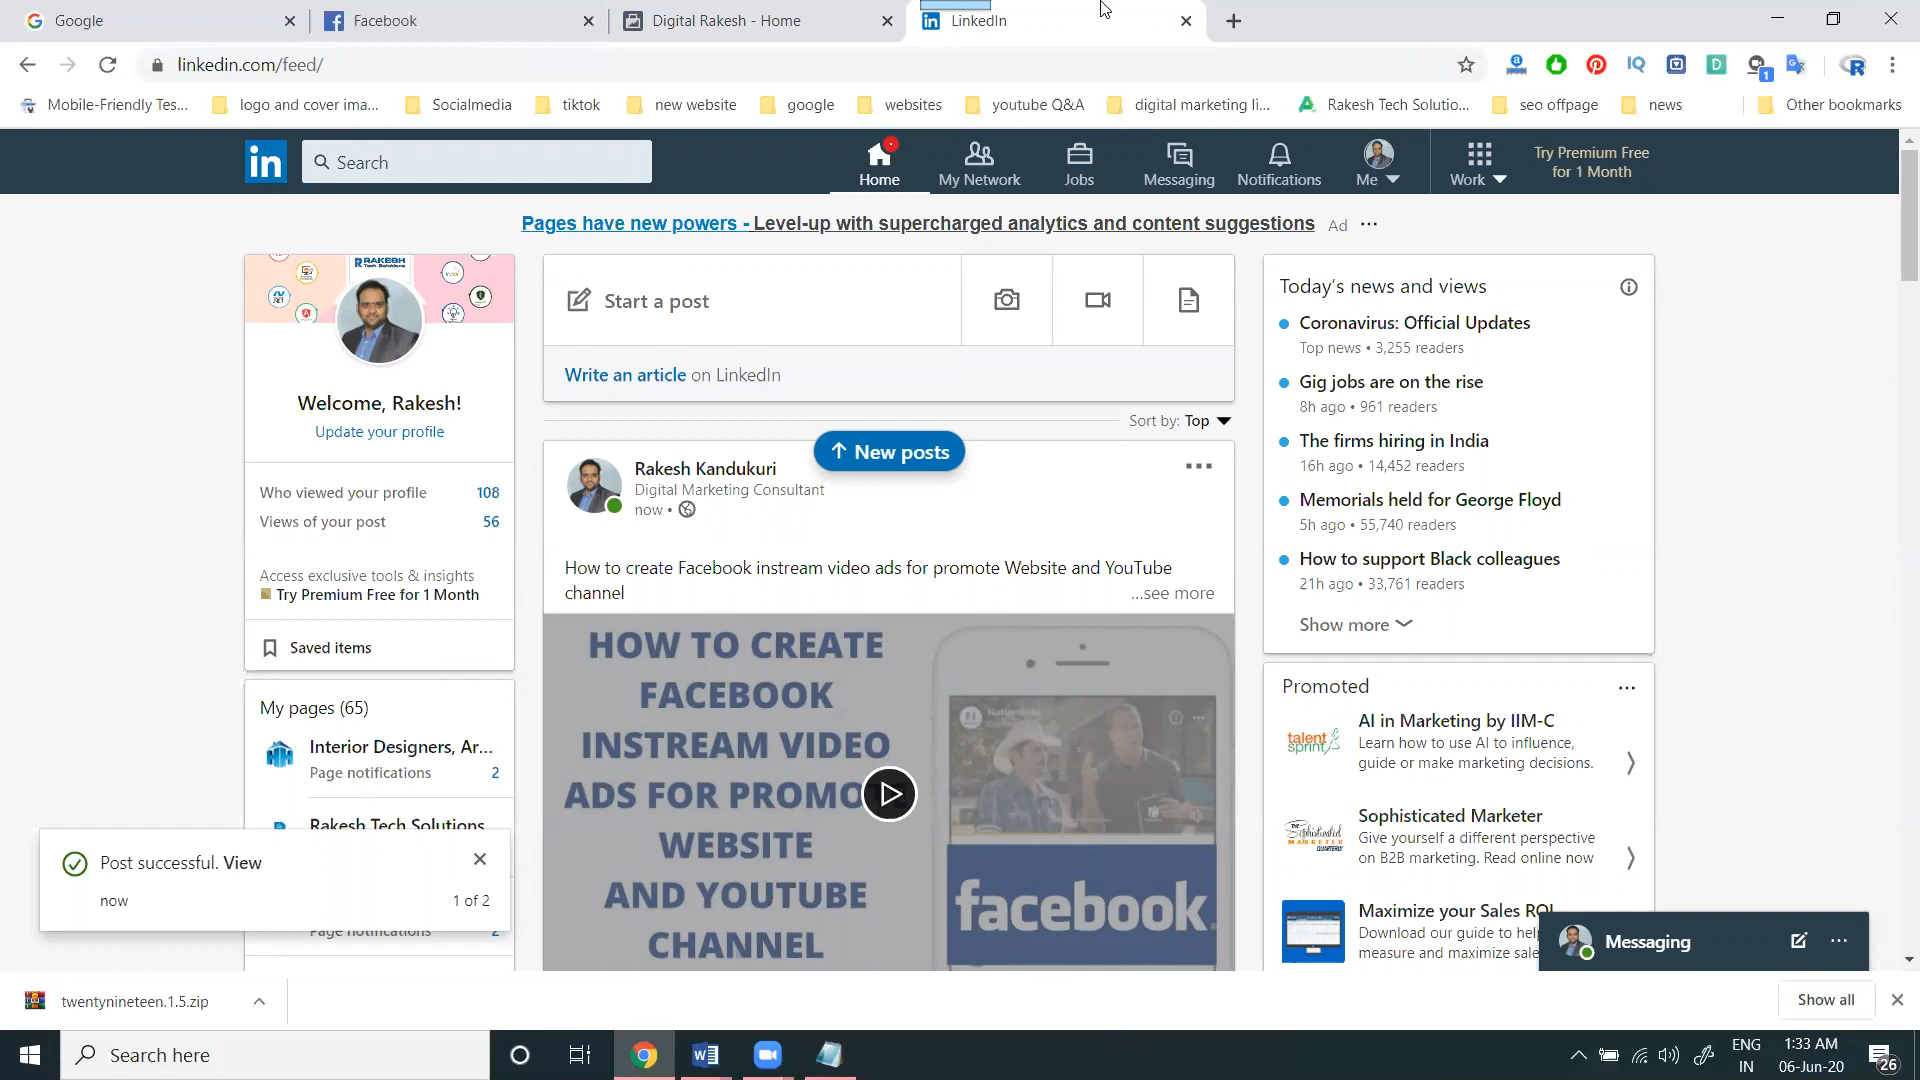 Google
Facebook
Digital Rakesh - Home
LinkedIn
linkedin.com/feed/
Mobile-Friendly Tes...
logo and cover ima...
Socialmedia
tiktok
new website
google
websites
youtube Q&A
digital marketing li...
Rakesh Tech Solutio...
seo offpage
news
Other bookmarks
in
Search
Home
My Network
Jobs
Messaging
Notifications
Me
Work
Try Premium Free
for 1 Month
Pages have new powers - Level-up with supercharged analytics and content suggestions
Ad
RAKESH
Tech Solutions
Welcome, Rakesh!
Update your profile
Who viewed your profile 108
Views of your post 56
Access exclusive tools & insights
Try Premium Free for 1 Month
Saved items
My pages (65)
Interior Designers, Ar...
Page notifications 2
Rakesh Tech Solutions
Page notifications 2
Post successful. View
now 1 of 2
Start a post
Write an article on LinkedIn
Sort by: Top
New posts
Rakesh Kandukuri
Digital Marketing Consultant
now
How to create Facebook instream video ads for promote Website and YouTube
channel
...see more
HOW TO CREATE
FACEBOOK
INSTREAM VIDEO
ADS FOR PROMO
WEBSITE
AND YOUTUBE
CHANNEL
facebook
Today's news and views
Coronavirus: Official Updates
Top news • 3,255 readers
Gig jobs are on the rise
8h ago • 961 readers
The firms hiring in India
16h ago • 14,452 readers
Memorials held for George Floyd
5h ago • 55,740 readers
How to support Black colleagues
21h ago • 33,761 readers
Show more
Promoted
talent
sprint
AI in Marketing by IIM-C
Learn how to use AI to influence,
guide or make marketing decisions.
Sophisticated Marketer
Give yourself a different perspective
on B2B marketing. Read online now
Maximize your Sales ROI
Download our guide to help
measure and maximize sale
Messaging
twentynineteen.1.5.zip
Show all
Search here
ENG
IN
1:33 AM
06-Jun-20
26